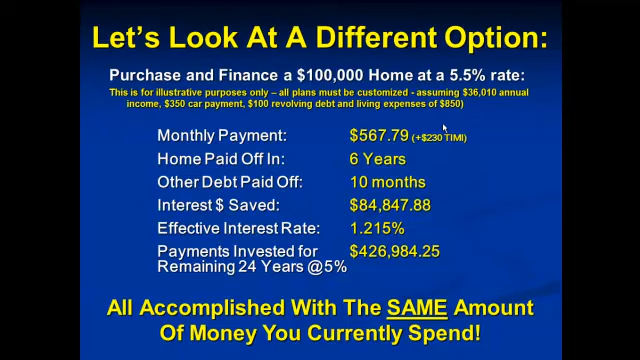 Let's Look At A Different Option:
Purchase and Finance a $100,000 Home at a 5.5% rate:
This is for illustrative purposes only – all plans must be customized - assuming $36,010 annual
income, $350 car payment, $100 revolving debt and living expenses of $850)
Monthly Payment: $567.79 (+$230 TIMI)
Home Paid Off In: 6 Years
Other Debt Paid Off: 10 months
Interest $ Saved: $84,847.88
Effective Interest Rate: 1.215%
Payments Invested for $426,984.25
Remaining 24 Years @5%
All Accomplished With The SAME Amount
Of Money You Currently Spend!